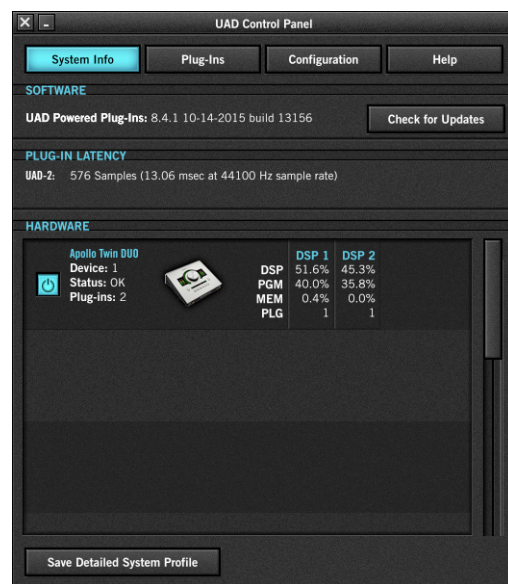 UAD Control Panel
System Info
Plug-Ins
Configuration
Help
SOFTWARE
UAD Powered Plug-Ins: 8.4.1 10-14-2015 build 13156
Check for Updates
PLUG-IN LATENCY
UAD-2: 576 Samples (13.06 msec at 44100 Hz sample rate)
HARDWARE
Apollo Twin DUO
Device: 1
Status: OK
Plug-ins: 2
DSP 1 DSP 2
DSP 51.6% 45.3%
PGM 40.0% 35.8%
MEM 0.4% 0.0%
PLG 1 1
Save Detailed System Profile